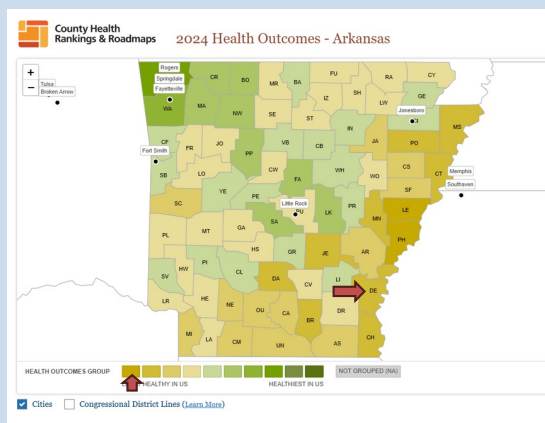 County Health
Rankings & Roadmaps
2024 Health Outcomes - Arkansas
+
−
Tulsa
Broken Arrow
Rogers
Springdale
Fayetteville
CR
BO
MR
BA
FU
RA
CY
WA
MA
NW
SE
IZ
ST
SH
LW
GE
Jonesboro
CF
FR
JO
VB
CB
IN
JA
PO
MS
Fort Smith
SB
LO
PP
CW
FA
WH
WO
CS
CT
Memphis
Southaven
SC
YE
PE
SF
Little Rock
PU
LK
PR
MN
LE
PL
MT
GA
SA
PH
HS
GR
JE
AR
SV
HW
PI
CL
DA
CV
LI
DE
LR
HE
NE
OU
CA
BR
DR
MI
LA
CM
UN
AS
CH
HEALTH OUTCOMES GROUP
HEALTHY IN US
HEALTHIEST IN US
NOT GROUPED (NA)
Cities
Congressional District Lines (Learn More)